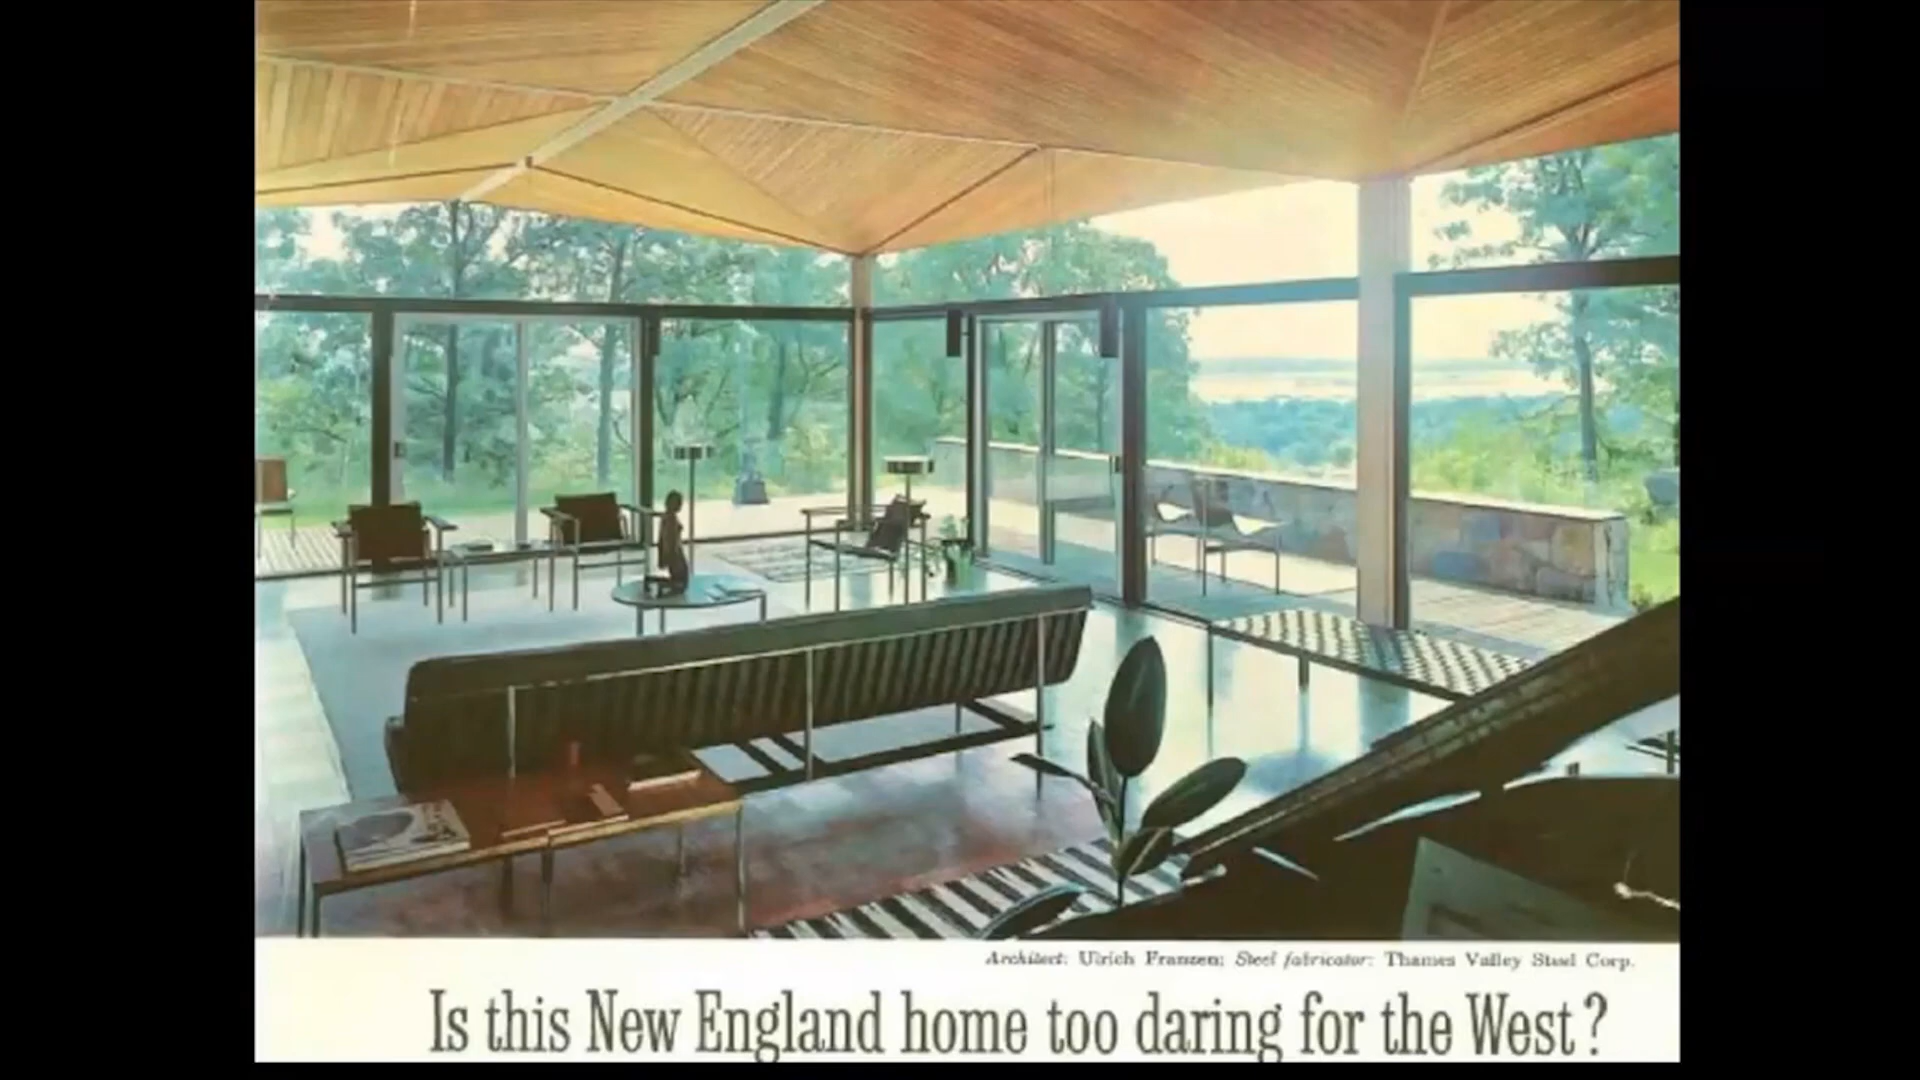 Architect: Ulrich Franzen; Steel fabricator: Thames Valley Steel Corp.
Is this New England home too daring for the West?